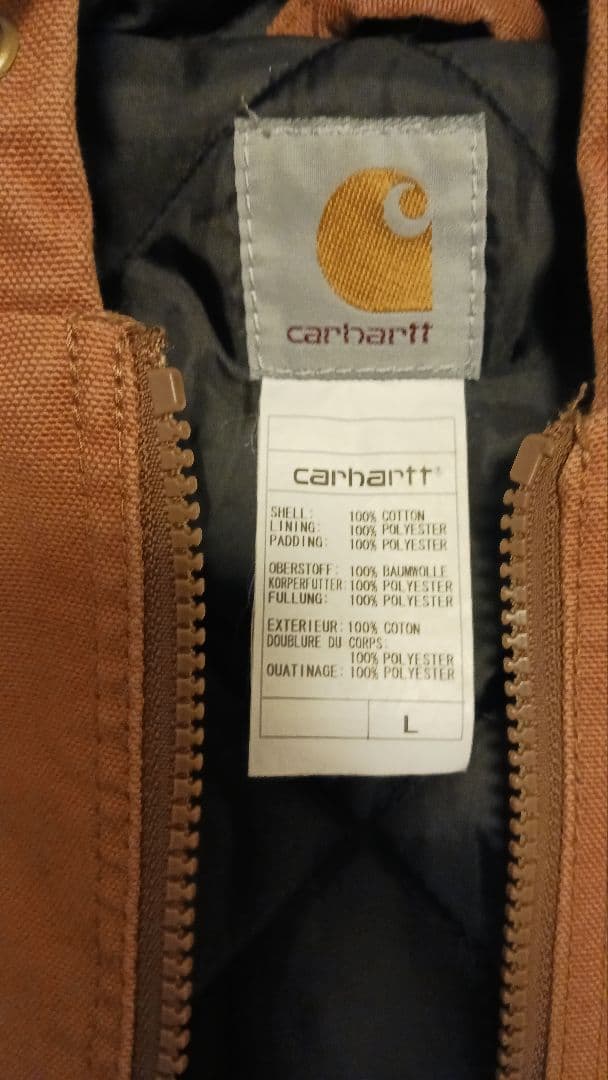 carhartt
carhartt®
SHELL: 100% COTTON
LINING: 100% POLYESTER
PADDING: 100% POLYESTER
OBERSTOFF: 100% BAUMWOLLE
KORPERFUTTER: 100% POLYESTER
FULLUNG: 100% POLYESTER
EXTERIEUR: 100% COTON
DOUBLURE DU CORPS:
100% POLYESTER
OUATINAGE: 100% POLYESTER
L